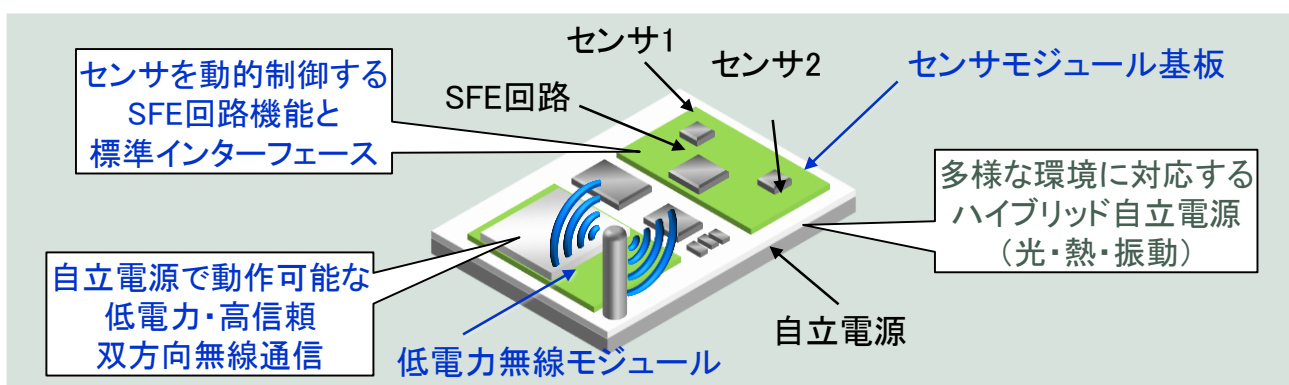 センサを動的制御する
SFE回路機能と
標準インターフェース
センサ1
センサ2
SFE回路
センサモジュール基板
多様な環境に対応する
ハイブリッド自立電源
(光・熱・振動)
自立電源で動作可能な
低電力・高信頼
双方向無線通信
低電力無線モジュール
自立電源